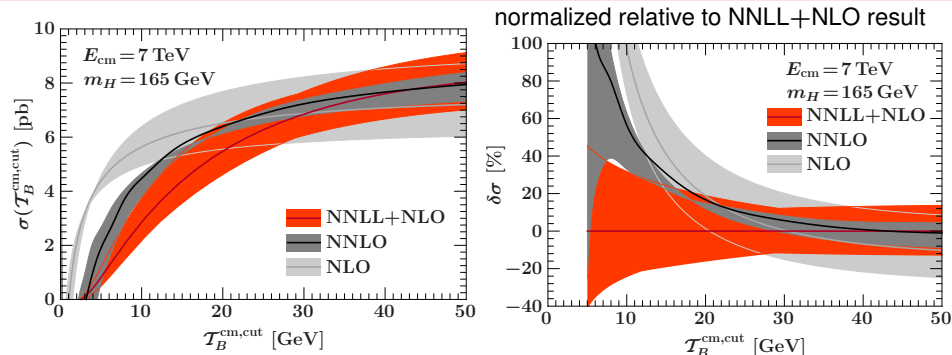 normalized relative to NNLL+NLO result
E_cm = 7 TeV
m_H = 165 GeV
NNLL+NLO
NNLO
NLO
σ(𝒯_B^cm,cut) [pb]
10
8
6
4
2
0
0 10 20 30 40 50
𝒯_B^cm,cut [GeV]
E_cm = 7 TeV
m_H = 165 GeV
NNLL+NLO
NNLO
NLO
δσ [%]
100
80
60
40
20
0
−20
−40
0 10 20 30 40 50
𝒯_B^cm,cut [GeV]